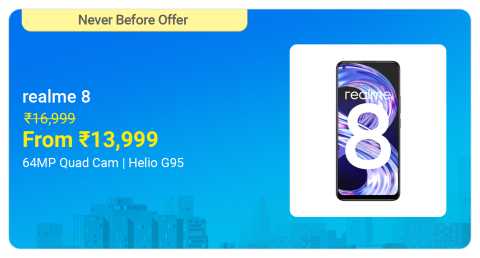 Never Before Offer
realme 8
₹16,999
From ₹13,999
64MP Quad Cam | Helio G95
realme
8